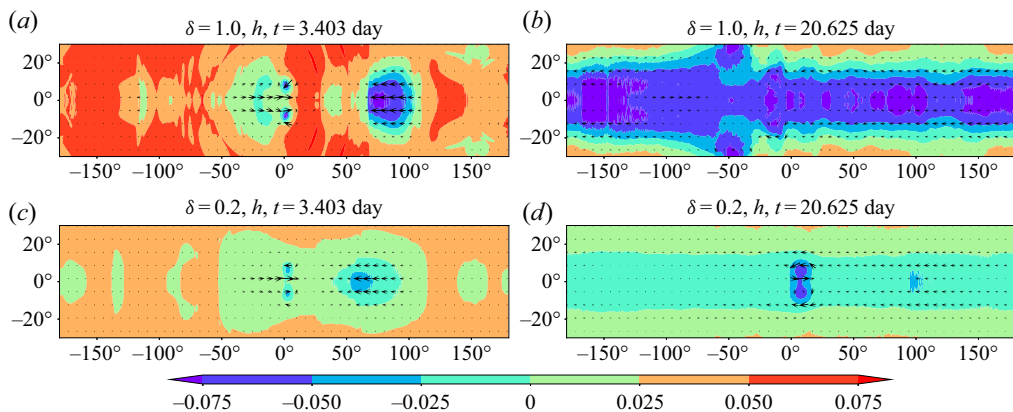 (a) δ = 1.0, h, t = 3.403 day
20°
0°
−20°
−150° −100° −50° 0° 50° 100° 150°
(b) δ = 1.0, h, t = 20.625 day
20°
0°
−20°
−150° −100° −50° 0° 50° 100° 150°
(c) δ = 0.2, h, t = 3.403 day
20°
0°
−20°
−150° −100° −50° 0° 50° 100° 150°
(d) δ = 0.2, h, t = 20.625 day
20°
0°
−20°
−150° −100° −50° 0° 50° 100° 150°
−0.075 −0.050 −0.025 0 0.025 0.050 0.075